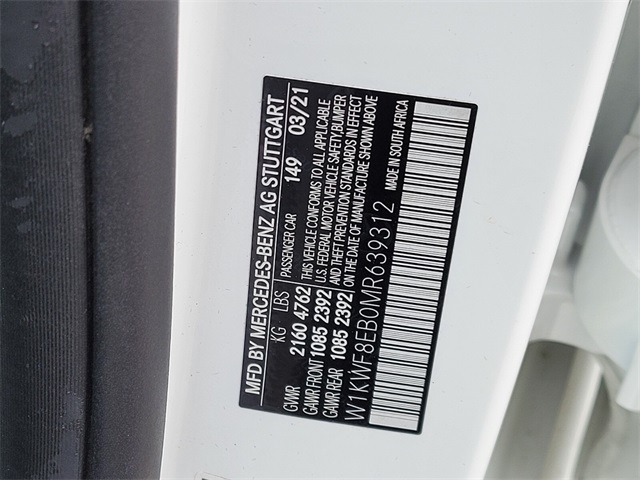 MFD BY MERCEDES-BENZ AG STUTTGART
KG LBS PASSENGER CAR 149 03/21
GVWR 2160 4762 THIS VEHICLE CONFORMS TO ALL APPLICABLE
GAWR FRONT 1085 2392 U.S. FEDERAL MOTOR VEHICLE SAFETY,BUMPER
GAWR REAR 1085 2392 AND THEFT PREVENTION STANDARDS IN EFFECT
ON THE DATE OF MANUFACTURE SHOWN ABOVE
W1KWF8EB0MR639312 MADE IN SOUTH AFRICA